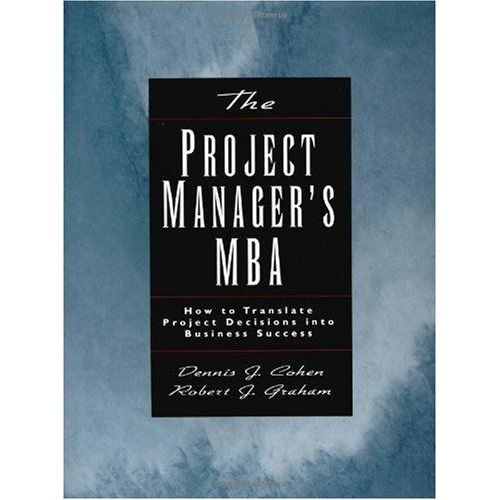 The
PROJECT
MANAGER'S
MBA
How to Translate
Project Decisions into
Business Success
Dennis J. Cohen
Robert J. Graham